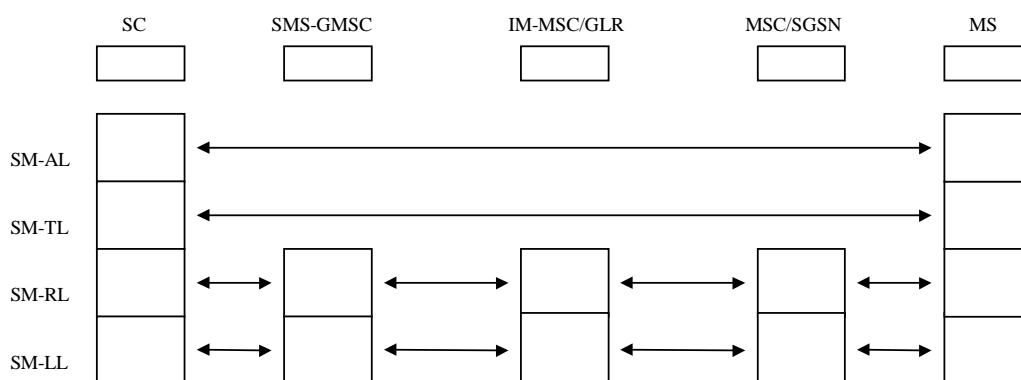 SC SMS-GMSC IM-MSC/GLR MSC/SGSN MS
SM-AL
SM-TL
SM-RL
SM-LL